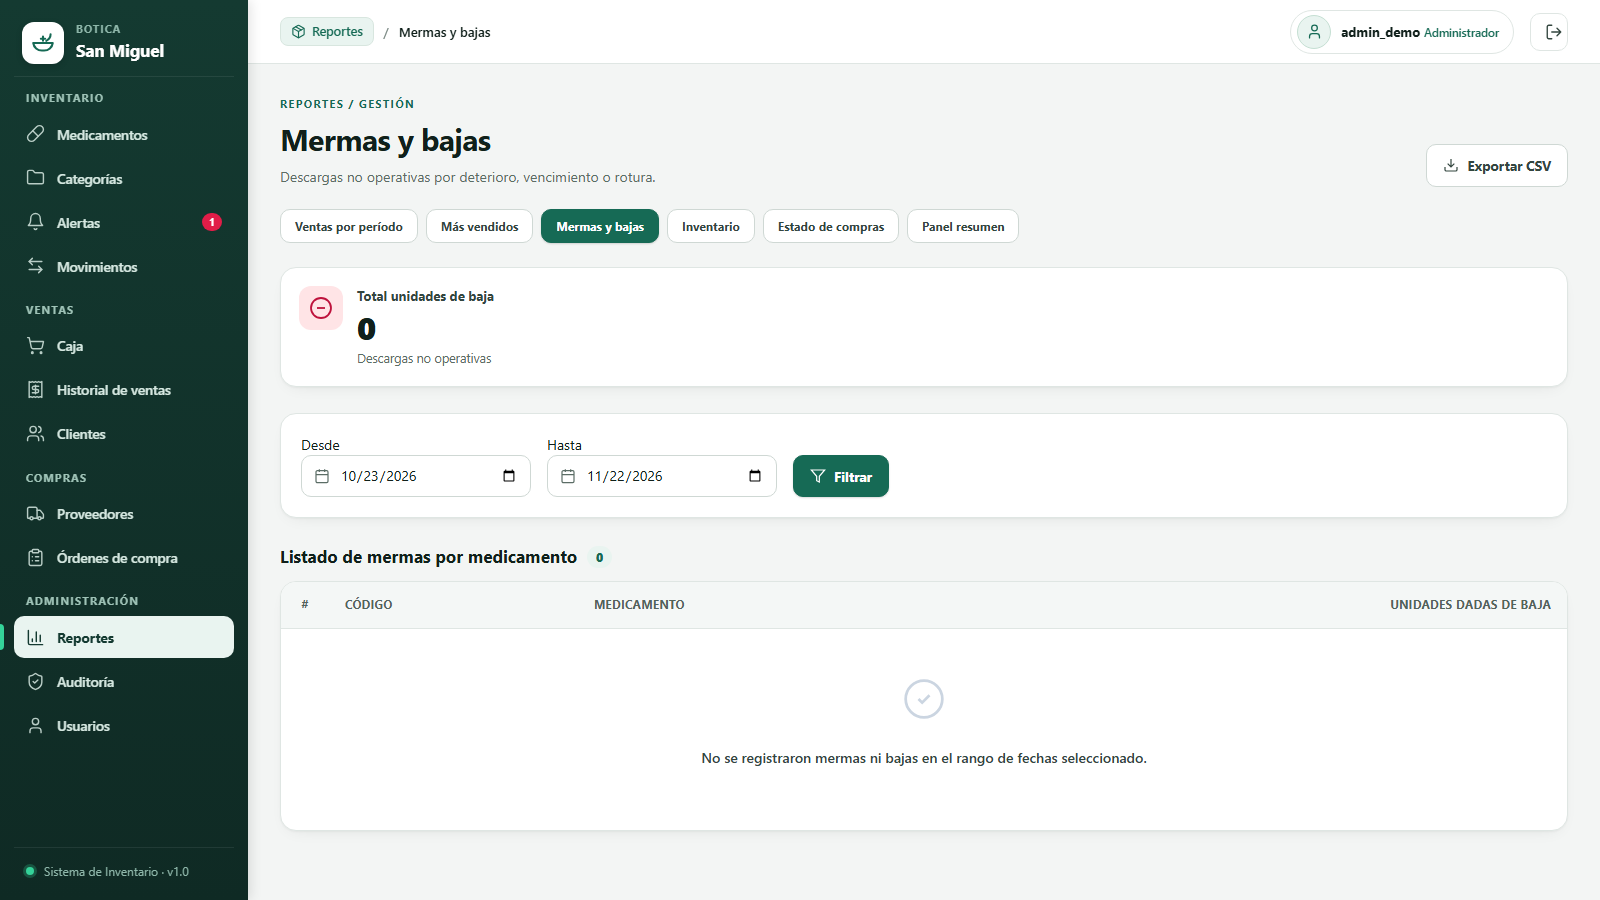 BOTICA
San Miguel
INVENTARIO
Medicamentos
Categorías
Alertas 1
Movimientos
VENTAS
Caja
Historial de ventas
Clientes
COMPRAS
Proveedores
Órdenes de compra
ADMINISTRACIÓN
Reportes
Auditoría
Usuarios
Sistema de Inventario · v1.0
Reportes / Mermas y bajas
admin_demo Administrador
REPORTES / GESTIÓN
Mermas y bajas
Descargas no operativas por deterioro, vencimiento o rotura.
Exportar CSV
Ventas por período Más vendidos Mermas y bajas Inventario Estado de compras Panel resumen
Total unidades de baja
0
Descargas no operativas
Desde Hasta
10/23/2026 11/22/2026 Filtrar
Listado de mermas por medicamento 0
# CÓDIGO MEDICAMENTO UNIDADES DADAS DE BAJA
No se registraron mermas ni bajas en el rango de fechas seleccionado.